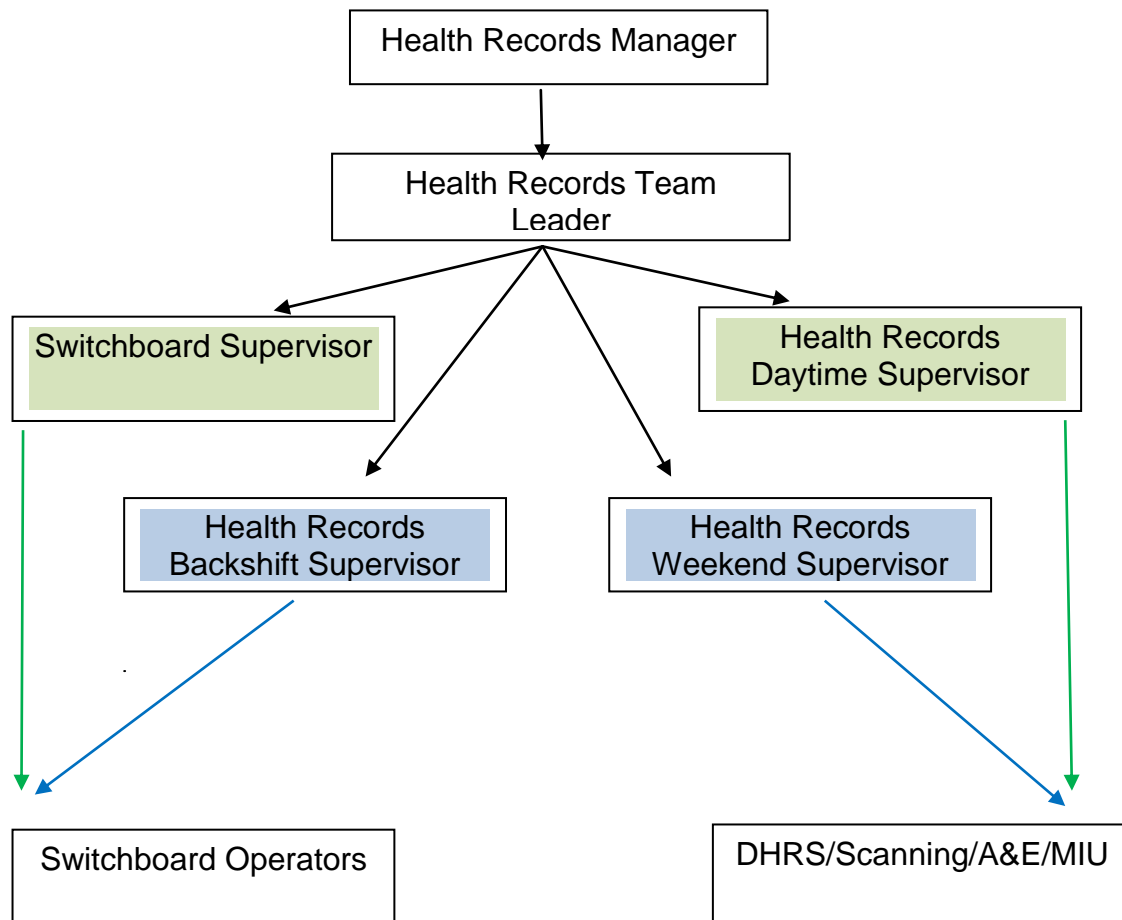 Health Records Manager
Health Records Team
Leader
Switchboard Supervisor
Health Records
Daytime Supervisor
Health Records
Backshift Supervisor
Health Records
Weekend Supervisor
Switchboard Operators
DHRS/Scanning/A&E/MIU